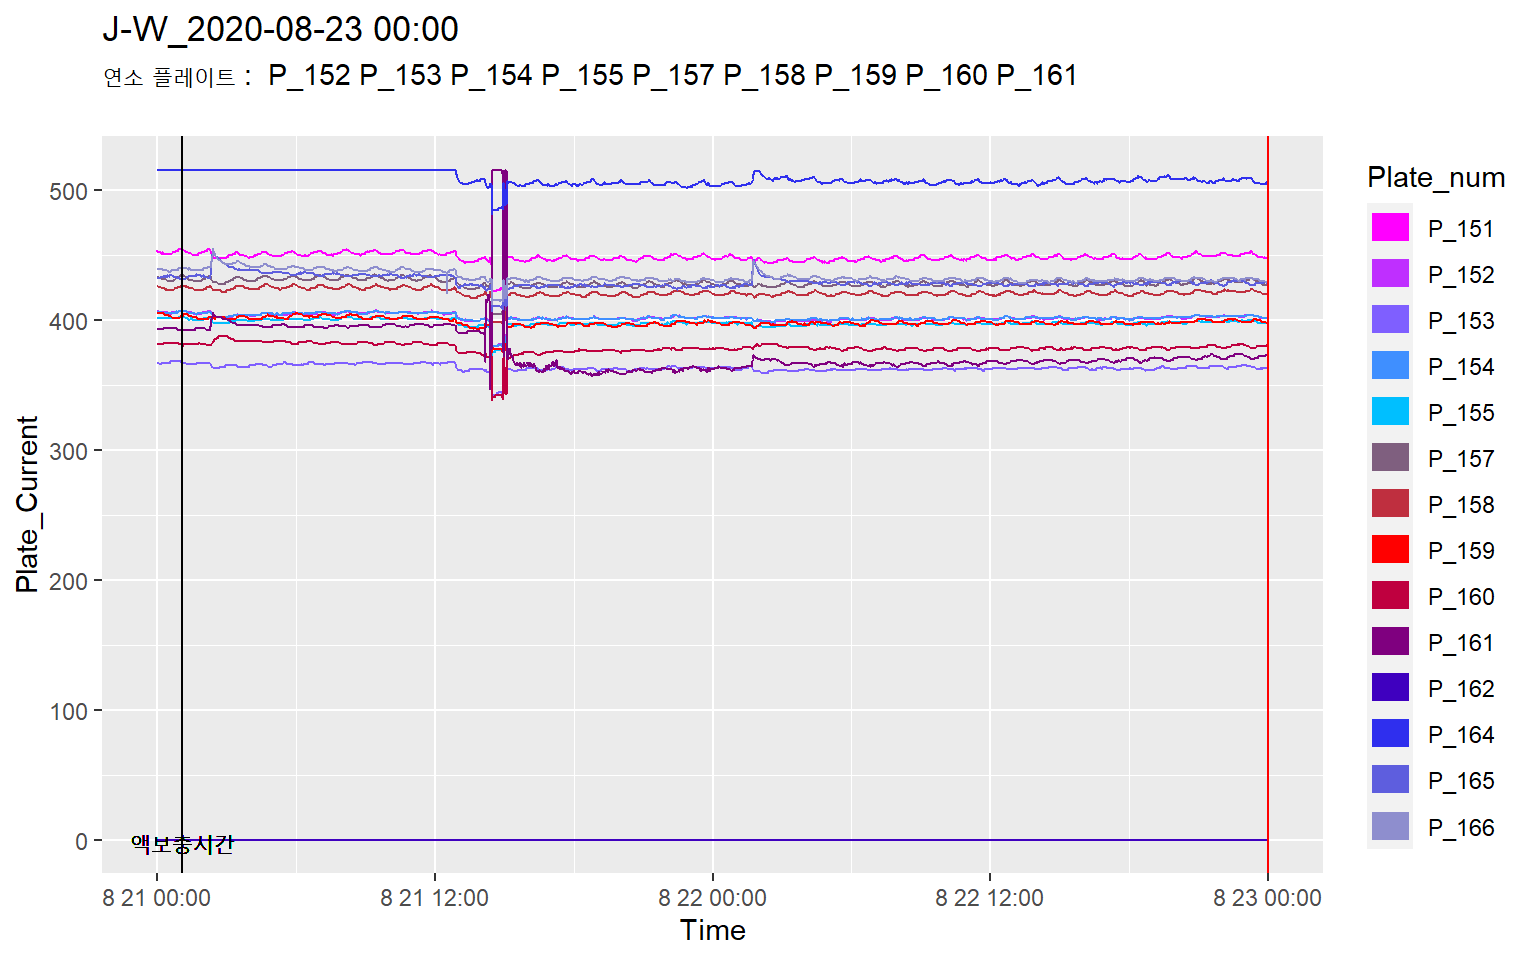 J-W_2020-08-23 00:00
연소 플레이트 : P_152 P_153 P_154 P_155 P_157 P_158 P_159 P_160 P_161
Plate_Current
500
400
300
200
100
0
액보충시간
8 21 00:00 8 21 12:00 8 22 00:00 8 22 12:00 8 23 00:00
Time
Plate_num
P_151
P_152
P_153
P_154
P_155
P_157
P_158
P_159
P_160
P_161
P_162
P_164
P_165
P_166